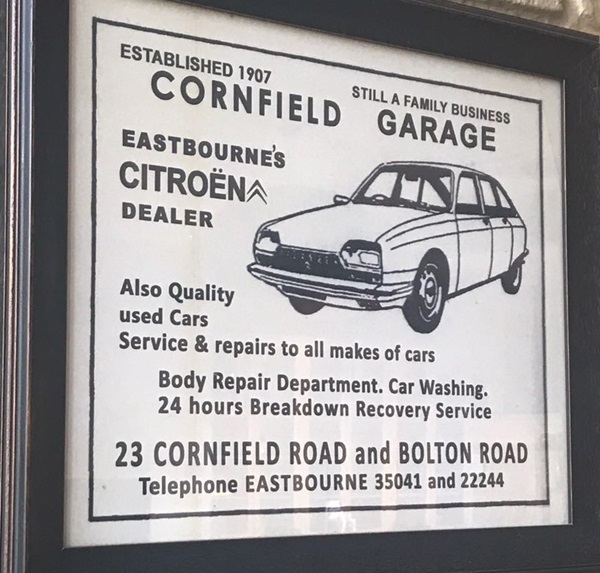 ESTABLISHED 1907
STILL A FAMILY BUSINESS
CORNFIELD GARAGE
EASTBOURNE'S
CITROËN
DEALER
Also Quality
used Cars
Service & repairs to all makes of cars
Body Repair Department. Car Washing.
24 hours Breakdown Recovery Service
23 CORNFIELD ROAD and BOLTON ROAD
Telephone EASTBOURNE 35041 and 22244